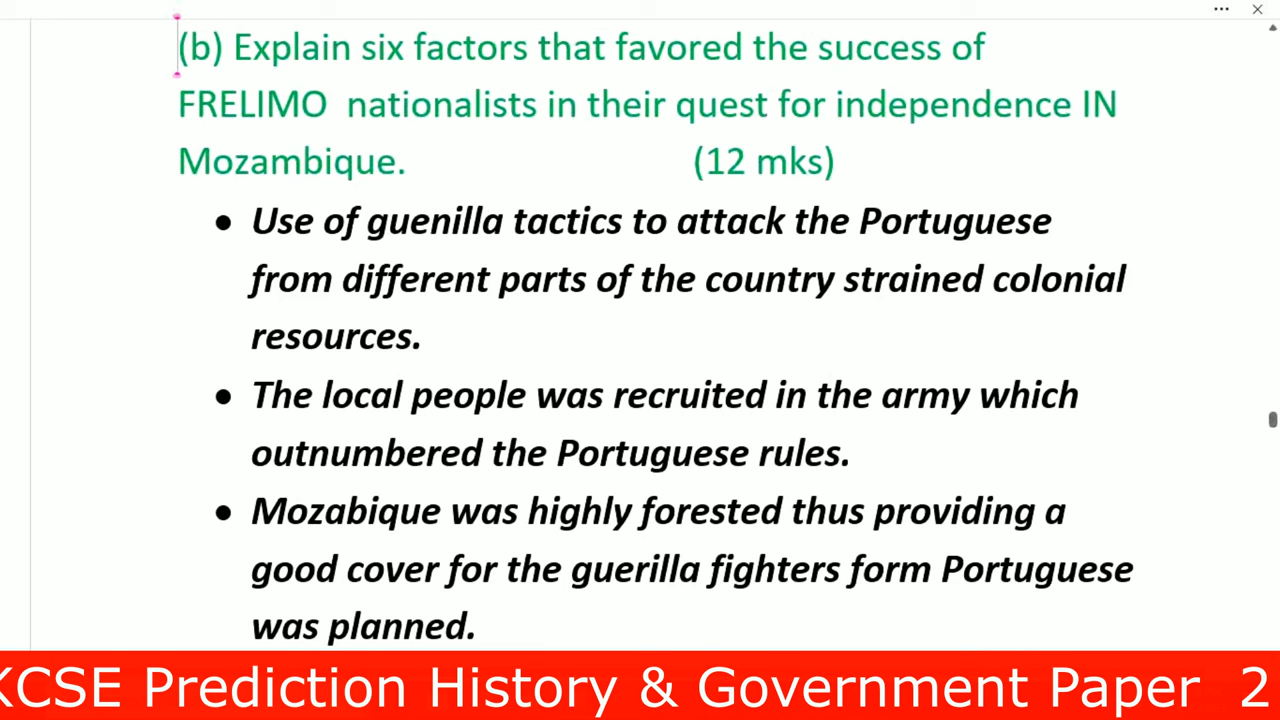 (b) Explain six factors that favored the success of
FRELIMO nationalists in their quest for independence IN
Mozambique. (12 mks)
• Use of guenilla tactics to attack the Portuguese
from different parts of the country strained colonial
resources.
• The local people was recruited in the army which
outnumbered the Portuguese rules.
• Mozabique was highly forested thus providing a
good cover for the guerilla fighters form Portuguese
was planned.
KCSE Prediction History & Government Paper 2